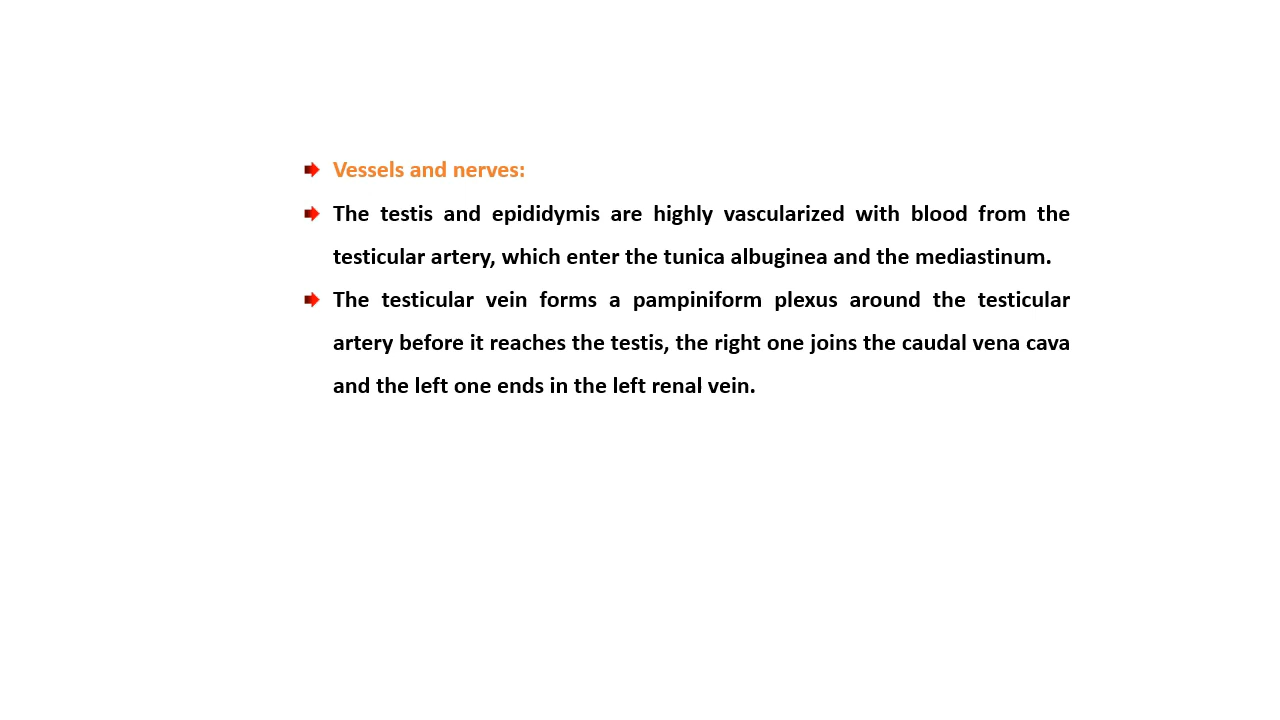 Vessels and nerves:
The testis and epididymis are highly vascularized with blood from the
testicular artery, which enter the tunica albuginea and the mediastinum.
The testicular vein forms a pampiniform plexus around the testicular
artery before it reaches the testis, the right one joins the caudal vena cava
and the left one ends in the left renal vein.